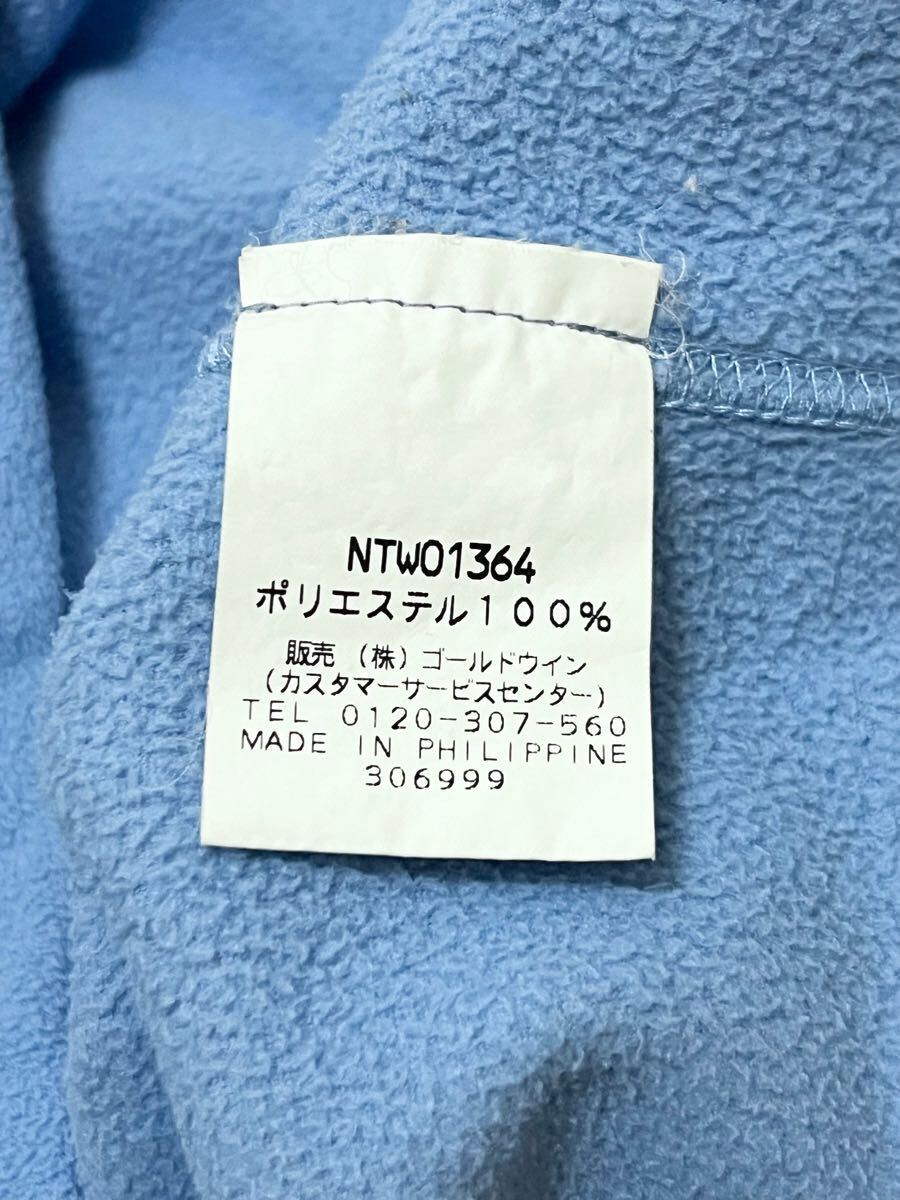 NTW01364
ポリエステル100%
販売 (株)ゴールドウイン
(カスタマーサービスセンター)
TEL 0120-307-560
MADE IN PHILIPPINE
306999